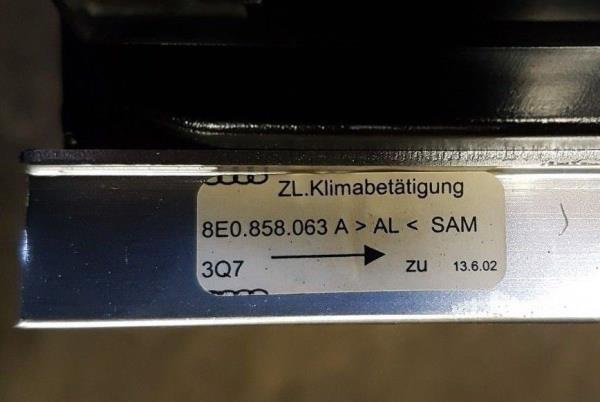 ZL.Klimabetätigung
8E0.858.063 A > AL < SAM
3Q7 zu 13.6.02